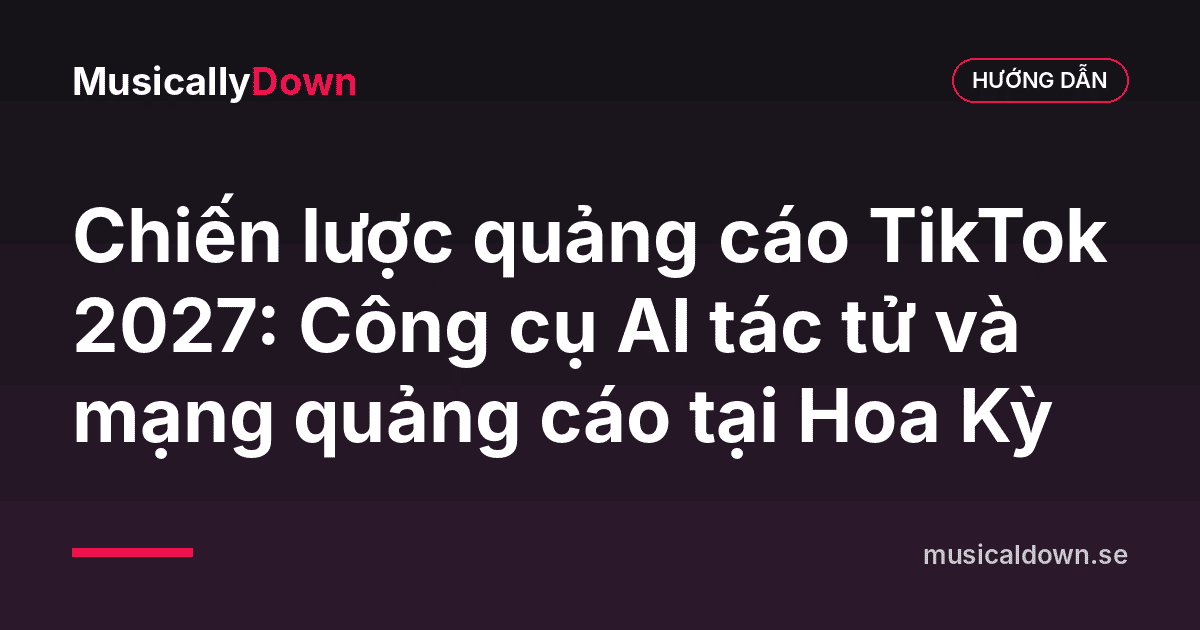 MusicallyDown
HƯỚNG DẪN
Chiến lược quảng cáo TikTok
2027: Công cụ AI tác tử và
mạng quảng cáo tại Hoa Kỳ
musicaldown.se